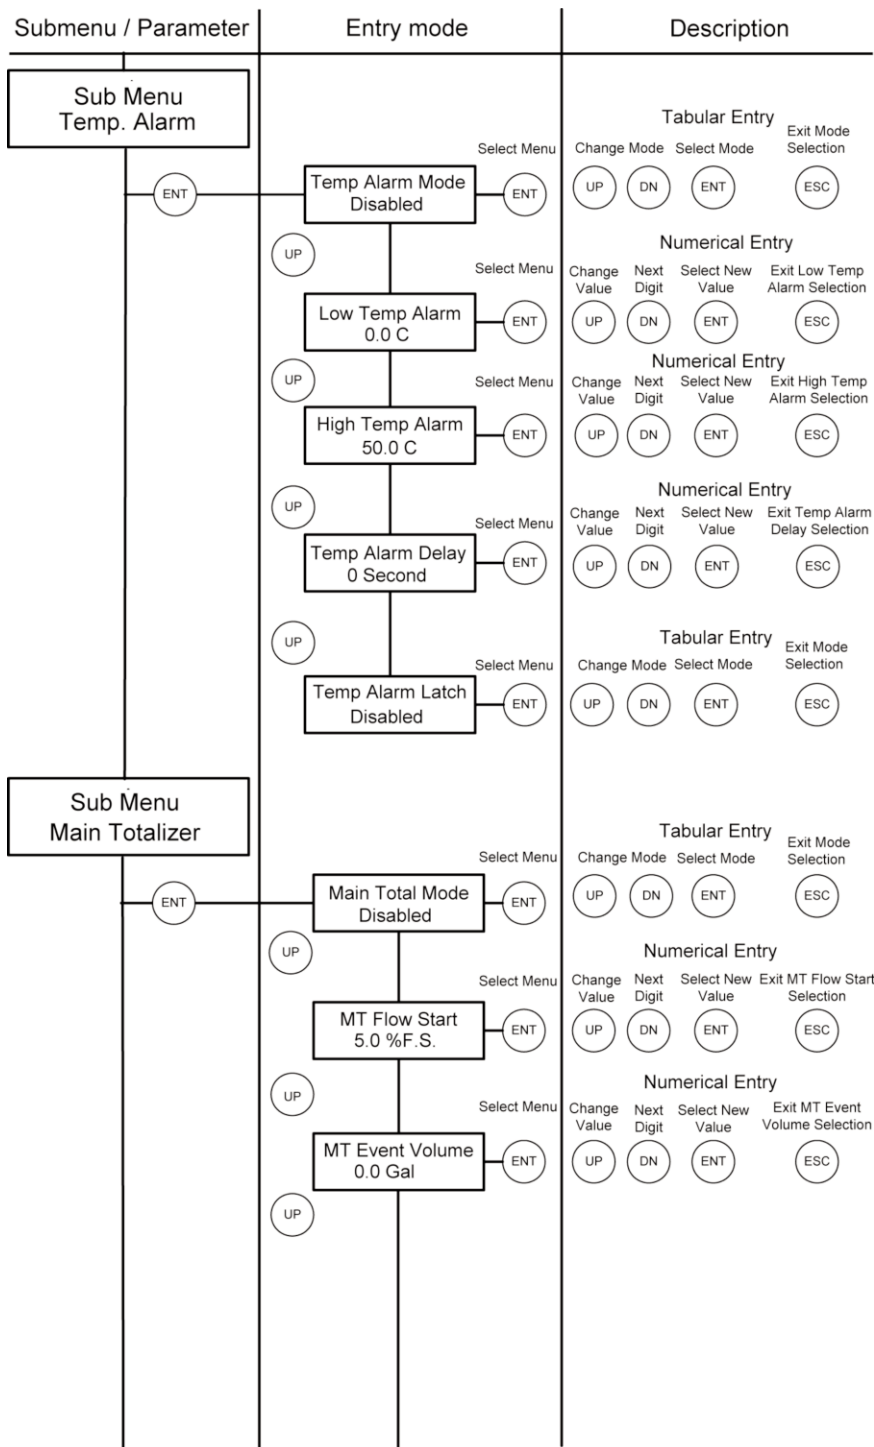 Submenu / Parameter Entry mode Description
Sub Menu
Temp. Alarm
Tabular Entry
Select Menu Change Mode Select Mode Exit Mode
Selection
ENT Temp Alarm Mode
Disabled
ENT UP DN ENT ESC
UP
Numerical Entry
Select Menu Change
Value Next
Digit Select New
Value Exit Low Temp
Alarm Selection
Low Temp Alarm
0.0 C
ENT UP DN ENT ESC
UP
Numerical Entry
Select Menu Change
Value Next
Digit Select New
Value Exit High Temp
Alarm Selection
High Temp Alarm
50.0 C
ENT UP DN ENT ESC
UP
Numerical Entry
Select Menu Change
Value Next
Digit Select New
Value Exit Temp Alarm
Delay Selection
Temp Alarm Delay
0 Second
ENT UP DN ENT ESC
UP
Tabular Entry
Select Menu Change Mode Select Mode Exit Mode
Selection
Temp Alarm Latch
Disabled
ENT UP DN ENT ESC
Sub Menu
Main Totalizer
Tabular Entry
Select Menu Change Mode Select Mode Exit Mode
Selection
ENT Main Total Mode
Disabled
ENT UP DN ENT ESC
UP
Numerical Entry
Select Menu Change
Value Next
Digit Select New
Value Exit MT Flow Start
Selection
MT Flow Start
5.0 %F.S.
ENT UP DN ENT ESC
UP
Numerical Entry
Select Menu Change
Value Next
Digit Select New
Value Exit MT Event
Volume Selection
MT Event Volume
0.0 Gal
ENT UP DN ENT ESC
UP